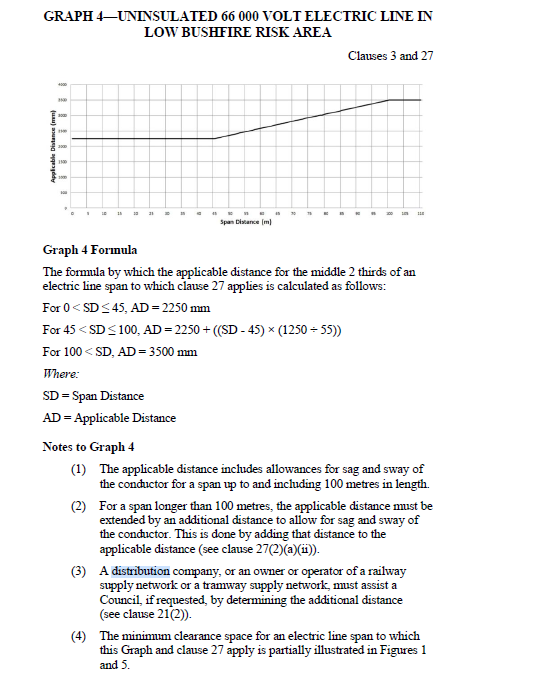 GRAPH 4—UNINSULATED 66 000 VOLT ELECTRIC LINE IN
LOW BUSHFIRE RISK AREA
Clauses 3 and 27
Applicable Distance (mm)
4000
3500
3000
2500
2000
1500
1000
500
0
0 5 10 15 20 25 30 35 40 45 50 55 60 65 70 75 80 85 90 95 100 105 110
Span Distance (m)
Graph 4 Formula
The formula by which the applicable distance for the middle 2 thirds of an
electric line span to which clause 27 applies is calculated as follows:
For 0 < SD ≤ 45, AD = 2250 mm
For 45 < SD ≤ 100, AD = 2250 + ((SD - 45) × (1250 ÷ 55))
For 100 < SD, AD = 3500 mm
Where:
SD = Span Distance
AD = Applicable Distance
Notes to Graph 4
(1) The applicable distance includes allowances for sag and sway of
the conductor for a span up to and including 100 metres in length.
(2) For a span longer than 100 metres, the applicable distance must be
extended by an additional distance to allow for sag and sway of
the conductor. This is done by adding that distance to the
applicable distance (see clause 27(2)(a)(ii)).
(3) A distribution company, or an owner or operator of a railway
supply network or a tramway supply network, must assist a
Council, if requested, by determining the additional distance
(see clause 21(2)).
(4) The minimum clearance space for an electric line span to which
this Graph and clause 27 apply is partially illustrated in Figures 1
and 5.